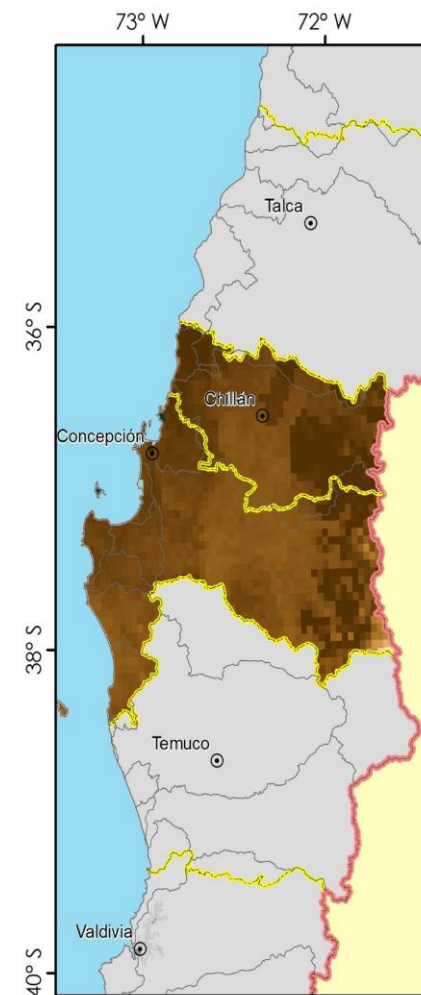 73° W
72° W
Talca
36° S
Chillán
Concepción
38° S
Temuco
Valdivia
40° S